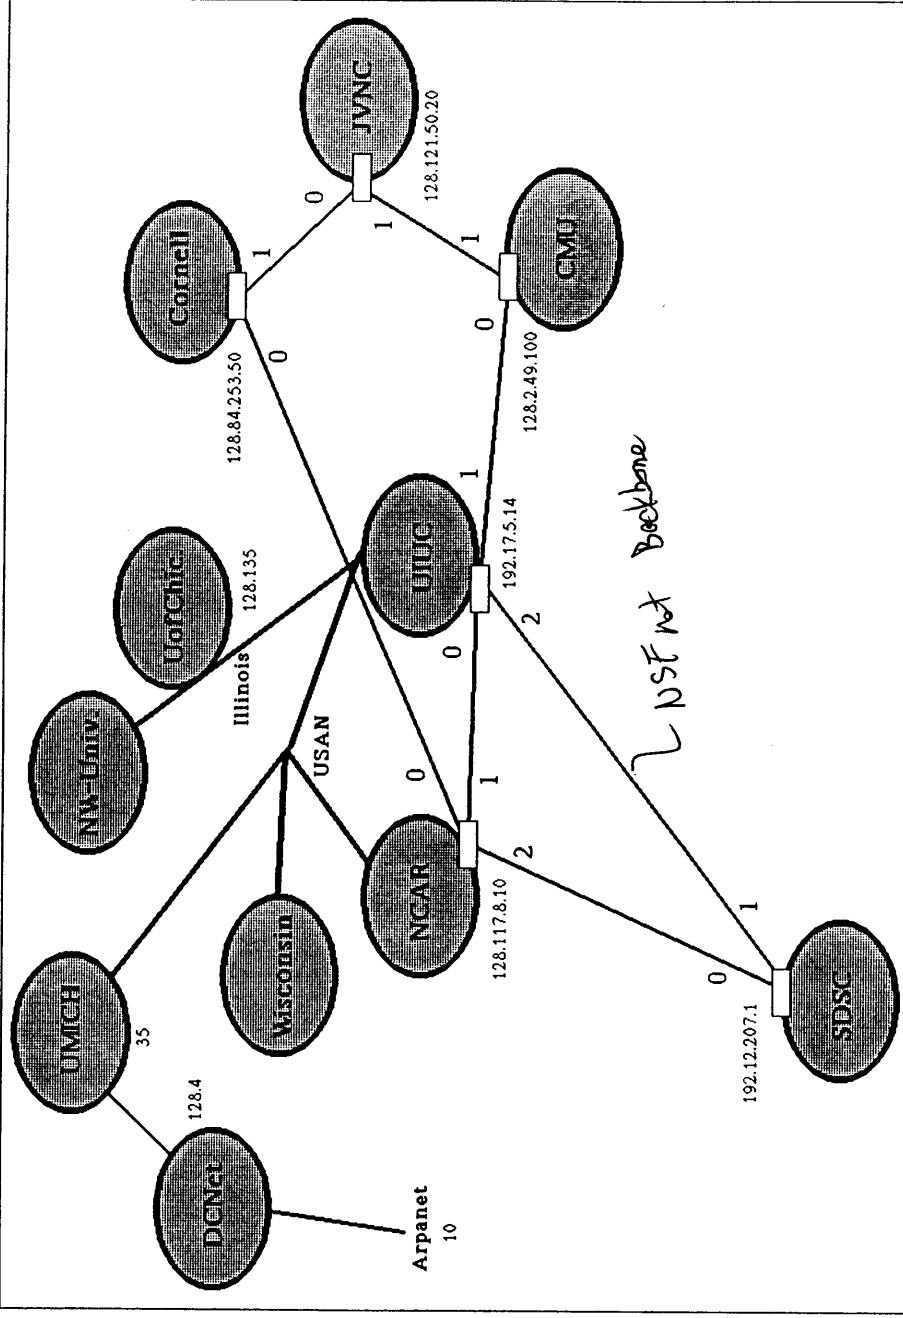 UMICH
35
NW-Univ.
UofChic.
128.135
Cornell
128.84.253.50
128.4
DCNet
Wisconsin
Illinois
USAN
Arpanet
10
NCAR
128.117.8.10
0
1
2
UIUC
192.17.5.14
0
1
2
0
1
JVNC
128.121.50.20
0
1
CMU
128.2.49.100
0
1
SDSC
192.12.207.1
0
1
NSF not Backbone